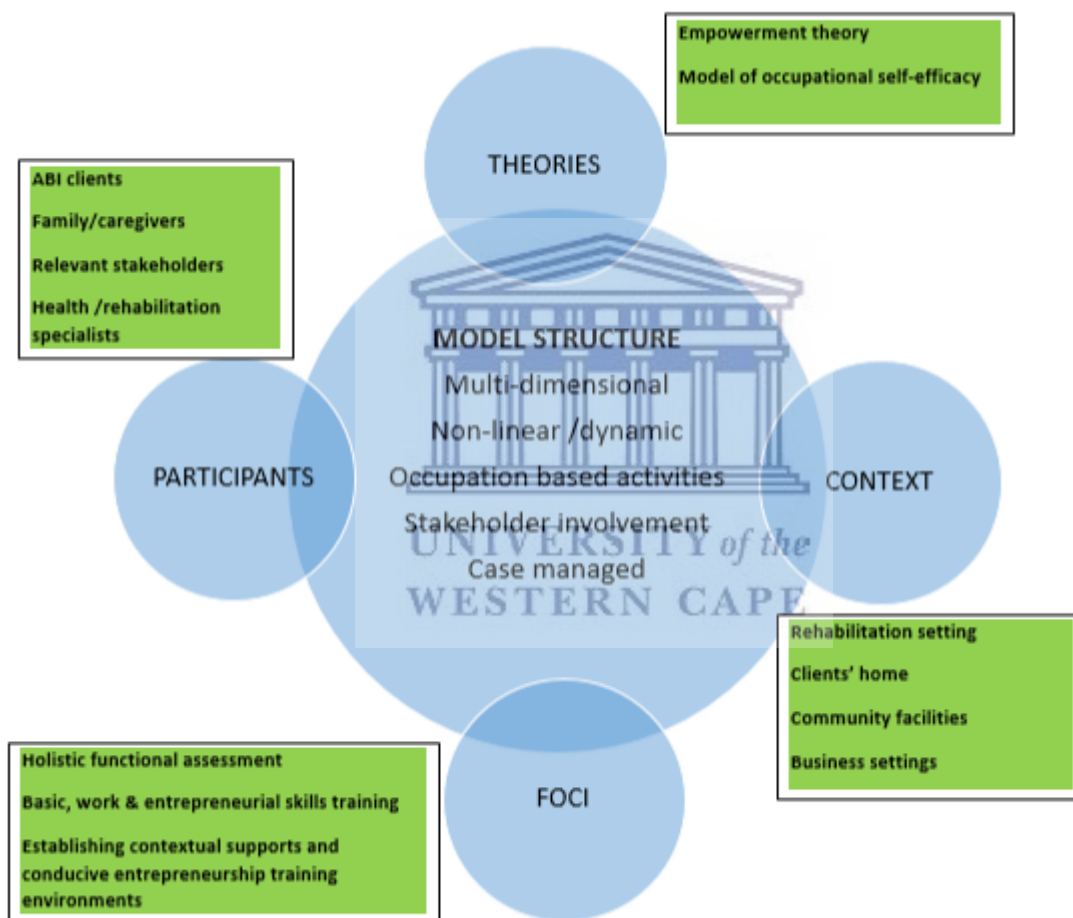 Empowerment theory
Model of occupational self-efficacy
THEORIES
ABI clients
Family/caregivers
Relevant stakeholders
Health /rehabilitation
specialists
MODEL STRUCTURE
Multi-dimensional
Non-linear /dynamic
Occupation based activities
Stakeholder involvement
Case managed
UNIVERSITY of the
WESTERN CAPE
PARTICIPANTS
CONTEXT
Rehabilitation setting
Clients' home
Community facilities
Business settings
FOCI
Holistic functional assessment
Basic, work & entrepreneurial skills training
Establishing contextual supports and
conducive entrepreneurship training
environments